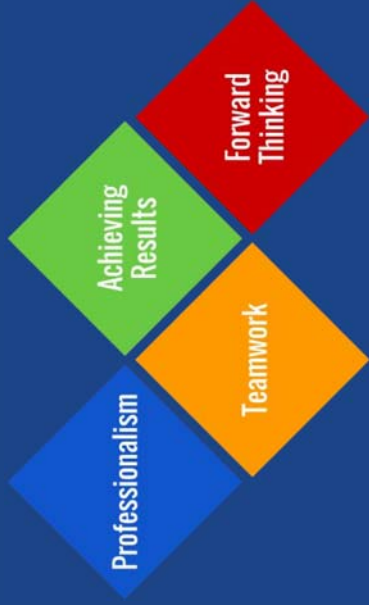 Professionalism
Achieving
Results
Teamwork
Forward
Thinking